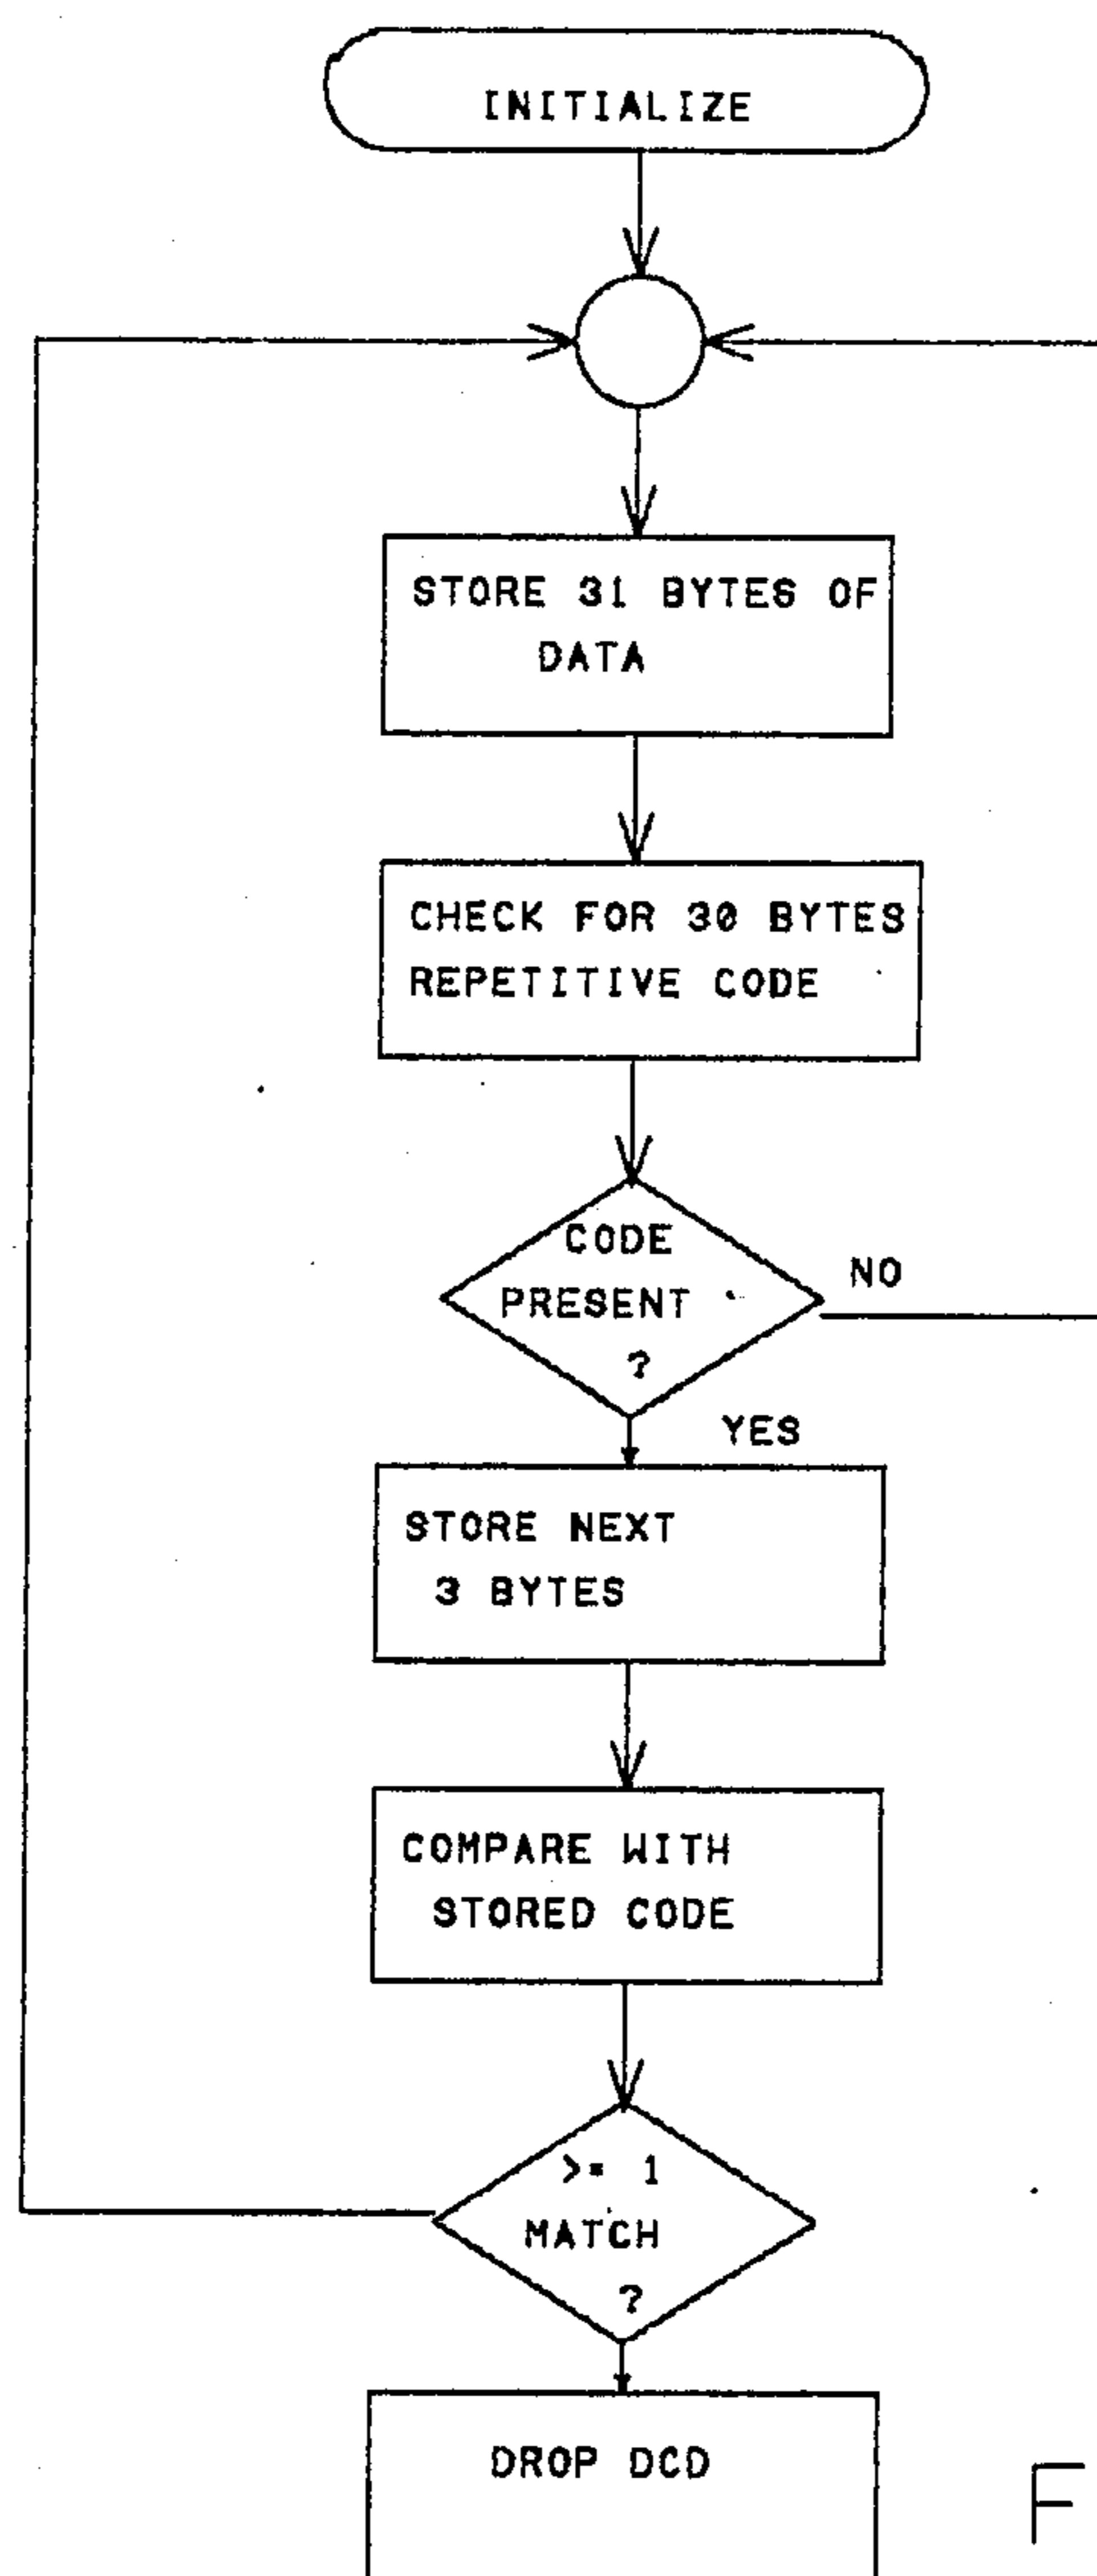 INITIALIZE
STORE 31 BYTES OF
DATA
CHECK FOR 30 BYTES
REPETITIVE CODE
CODE
PRESENT
?
NO
YES
STORE NEXT
3 BYTES
COMPARE WITH
STORED CODE
>= 1
MATCH
?
DROP DCD
F